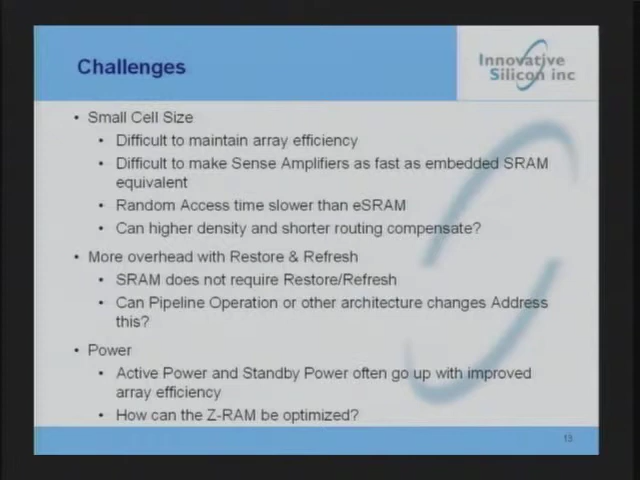 Challenges
Innovative
Silicon inc
• Small Cell Size
• Difficult to maintain array efficiency
• Difficult to make Sense Amplifiers as fast as embedded SRAM
equivalent
• Random Access time slower than eSRAM
• Can higher density and shorter routing compensate?
• More overhead with Restore & Refresh
• SRAM does not require Restore/Refresh
• Can Pipeline Operation or other architecture changes Address
this?
• Power
• Active Power and Standby Power often go up with improved
array efficiency
• How can the Z-RAM be optimized?
13